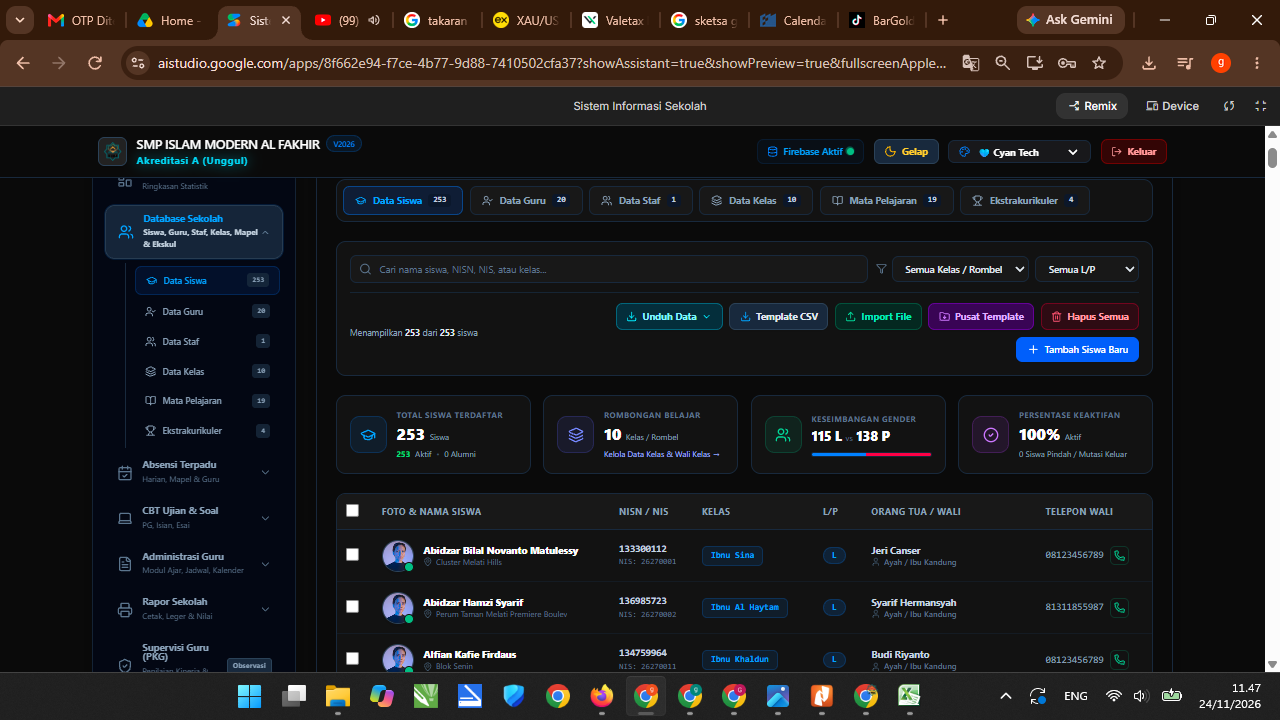 OTP Dit
Home -
Sist
(99)
takaran
XAU/US
Valetax
sketsa g
Calenda
BarGold
Ask Gemini
aistudio.google.com/apps/8f662e94-f7ce-4b77-9d88-7410502cfa37?showAssistant=true&showPreview=true&fullscreenApple...
g
Sistem Informasi Sekolah
Remix
Device
SMP ISLAM MODERN AL FAKHIR
V2026
Akreditasi A (Unggul)
Firebase Aktif
Gelap
Cyan Tech
Keluar
Ringkasan Statistik
Database Sekolah
Siswa, Guru, Staf, Kelas, Mapel
& Ekskul
Data Siswa 253
Data Guru 20
Data Staf 1
Data Kelas 10
Mata Pelajaran 19
Ekstrakurikuler 4
Absensi Terpadu
Harian, Mapel & Guru
CBT Ujian & Soal
PG, Isian, Esai
Administrasi Guru
Modul Ajar, Jadwal, Kalender
Rapor Sekolah
Cetak, Leger & Nilai
Supervisi Guru
(PKG)
Penilaian Kinerja &
Observasi
Data Siswa 253
Data Guru 20
Data Staf 1
Data Kelas 10
Mata Pelajaran 19
Ekstrakurikuler 4
Cari nama siswa, NISN, NIS, atau kelas...
Semua Kelas / Rombel
Semua L/P
Menampilkan 253 dari 253 siswa
Unduh Data
Template CSV
Import File
Pusat Template
Hapus Semua
Tambah Siswa Baru
TOTAL SISWA TERDAFTAR
253 Siswa
253 Aktif · 0 Alumni
ROMBONGAN BELAJAR
10 Kelas / Rombel
Kelola Data Kelas & Wali Kelas →
KESEIMBANGAN GENDER
115 L vs 138 P
PERSENTASE KEAKTIFAN
100% Aktif
0 Siswa Pindah / Mutasi Keluar
FOTO & NAMA SISWA NISN / NIS KELAS L/P ORANG TUA / WALI TELEPON WALI
Abidzar Bilal Novanto Matulessy
Cluster Melati Hills
133300112
NIS: 26270001
Ibnu Sina
L
Jeri Canser
Ayah / Ibu Kandung
08123456789
Abidzar Hamzi Syarif
Perum Taman Melati Premiere Boulev
136985723
NIS: 26270002
Ibnu Al Haytam
L
Syarif Hermansyah
Ayah / Ibu Kandung
81311855987
Alfian Kafie Firdaus
Blok Senin
134759964
NIS: 26270011
Ibnu Khaldun
L
Budi Riyanto
Ayah / Ibu Kandung
08123456789
ENG
11.47
24/11/2026